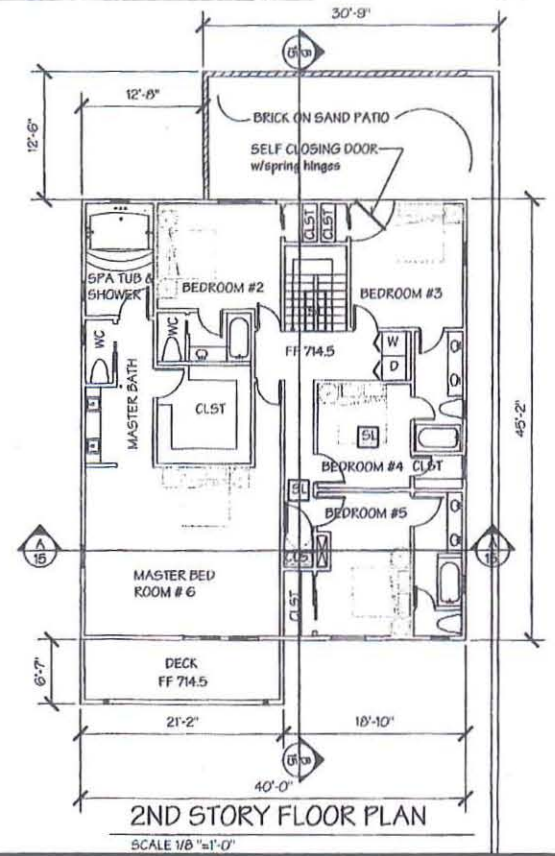 30'-9"
12'-8"
12'-6"
BRICK ON SAND PATIO
SELF CLOSING DOOR
w/spring hinges
CLST
CLST
SPA TUB &
SHOWER
BEDROOM #2
BEDROOM #3
WC
WC
FF 714.5
W
D
MASTER BATH
CLST
45'-2"
SL
BEDROOM #4
CLST
SL
BEDROOM #5
A
15
A
15
CLST
MASTER BED
ROOM # 6
CLST
DECK
FF 714.5
6'-7"
21'-2"
18'-10"
40'-0"
2ND STORY FLOOR PLAN
SCALE 1/8 "=1'-0"